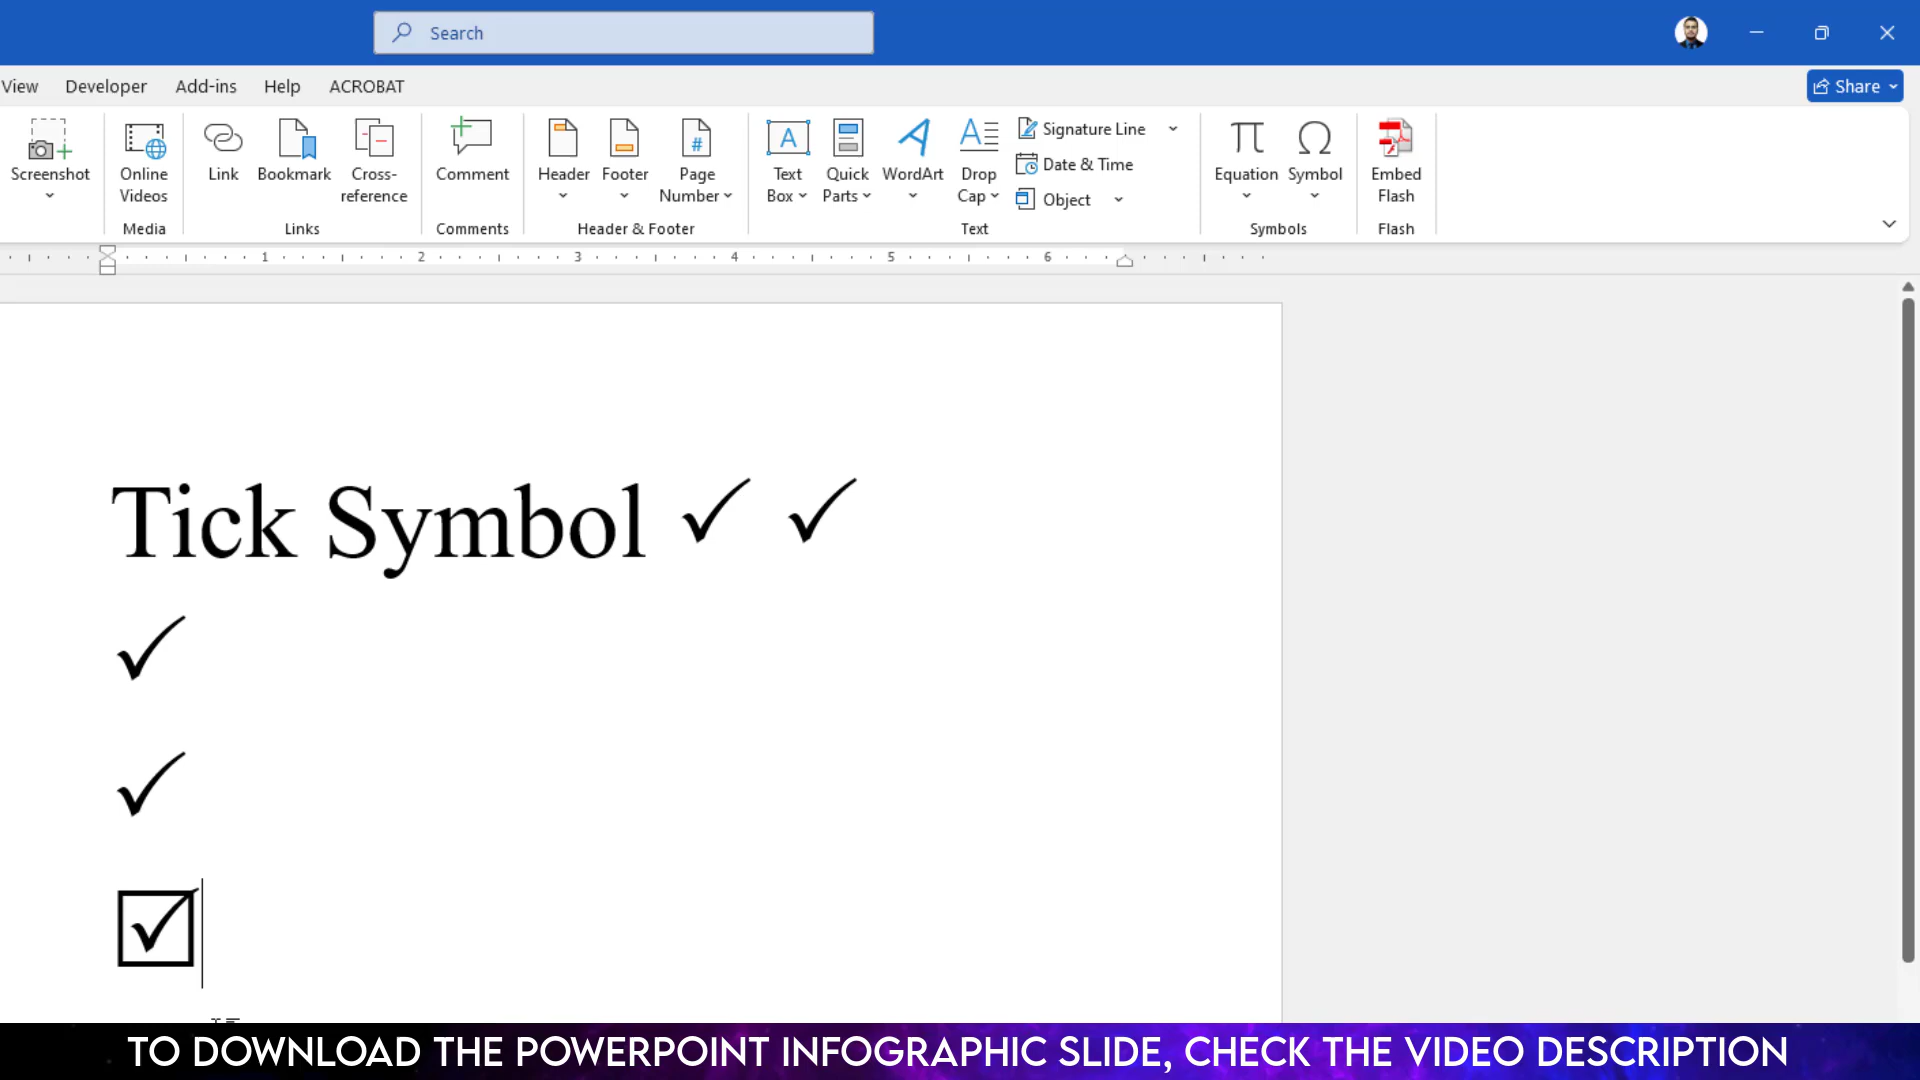 Search
View Developer Add-ins Help ACROBAT Share
Screenshot Online Videos Link Bookmark Cross-reference Comment Header Footer Page Number Text Box Quick Parts WordArt Drop Cap Signature Line Date & Time Object Equation Symbol Embed Flash
Media Links Comments Header & Footer Text Symbols Flash
1 2 3 4 5 6
Tick Symbol ✓ ✓
✓
✓
☑
TO DOWNLOAD THE POWERPOINT INFOGRAPHIC SLIDE, CHECK THE VIDEO DESCRIPTION